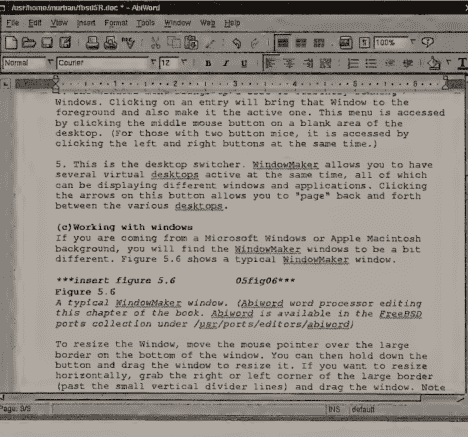 /usr/home/murban/fbsd5R.doc * - AbiWord
File Edit View Insert Format Tools Window Web Help
100%
Normal Courier 12 B I U
Windows. Clicking on an entry will bring that Window to the
foreground and also make it the active one. This menu is accessed
by clicking the middle mouse button on a blank area of the
desktop. (For those with two button mice, it is accessed by
clicking the left and right buttons at the same time.)
5. This is the desktop switcher. WindowMaker allows you to have
several virtual desktops active at the same time, all of which
can be displaying different windows and applications. Clicking
the arrows on this button allows you to "page" back and forth
between the various desktops.
(c)Working with windows
If you are coming from a Microsoft Windows or Apple Macintosh
background, you will find the WindowMaker windows to be a bit
different. Figure 5.6 shows a typical WindowMaker window.
***insert figure 5.6 05fig06***
Figure 5.6
A typical WindowMaker window. (Abiword word processor editing
this chapter of the book. Abiword is available in the FreeBSD
ports collection under /usr/ports/editors/abiword)
To resize the Window, move the mouse pointer over the large
border on the bottom of the window. You can then hold down the
button and drag the window to resize it. If you want to resize
horizontally, grab the right or left corner of the large border
(past the small vertical divider lines) and drag the window. Note
Page: 9/9 INS default